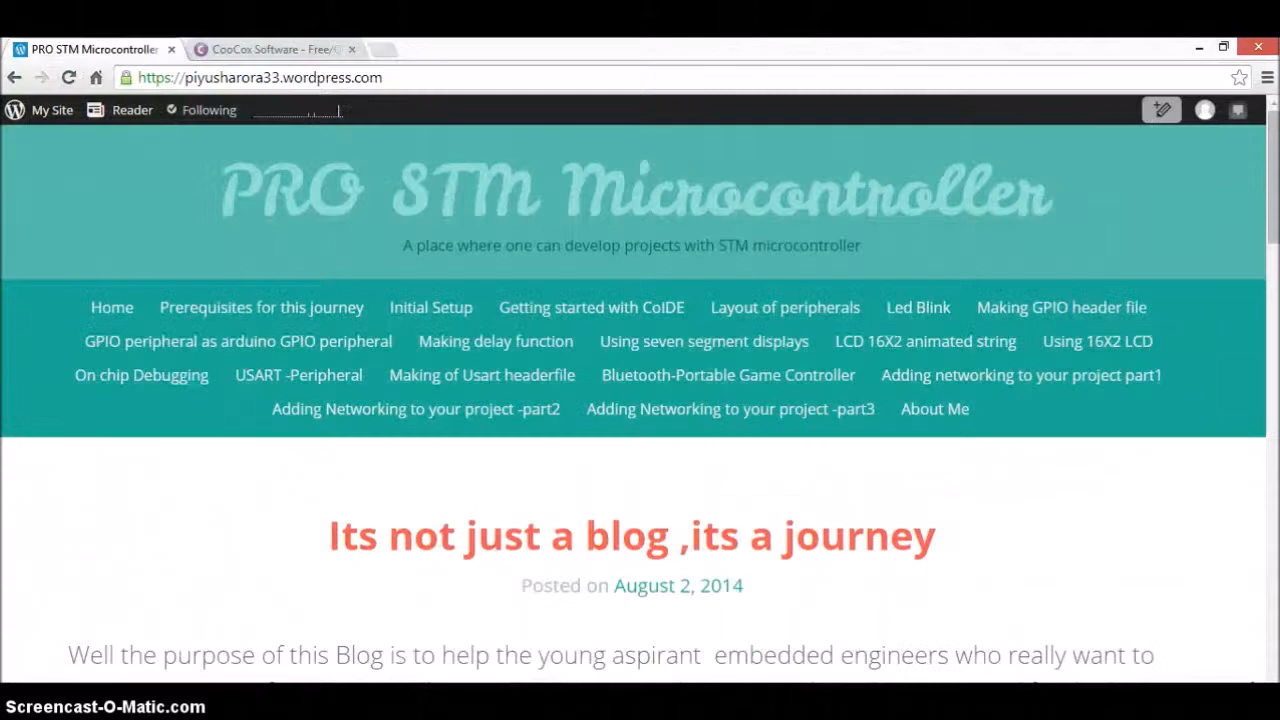 PRO STM Microcontroller
CooCox Software - Free/
https://piyusharora33.wordpress.com
My Site Reader Following
PRO STM Microcontroller
A place where one can develop projects with STM microcontroller
Home Prerequisites for this journey Initial Setup Getting started with CoIDE Layout of peripherals Led Blink Making GPIO header file
GPIO peripheral as arduino GPIO peripheral Making delay function Using seven segment displays LCD 16X2 animated string Using 16X2 LCD
On chip Debugging USART -Peripheral Making of Usart headerfile Bluetooth-Portable Game Controller Adding networking to your project part1
Adding Networking to your project -part2 Adding Networking to your project -part3 About Me
Its not just a blog ,its a journey
Posted on August 2, 2014
Well the purpose of this Blog is to help the young aspirant embedded engineers who really want to
Screencast-O-Matic.com